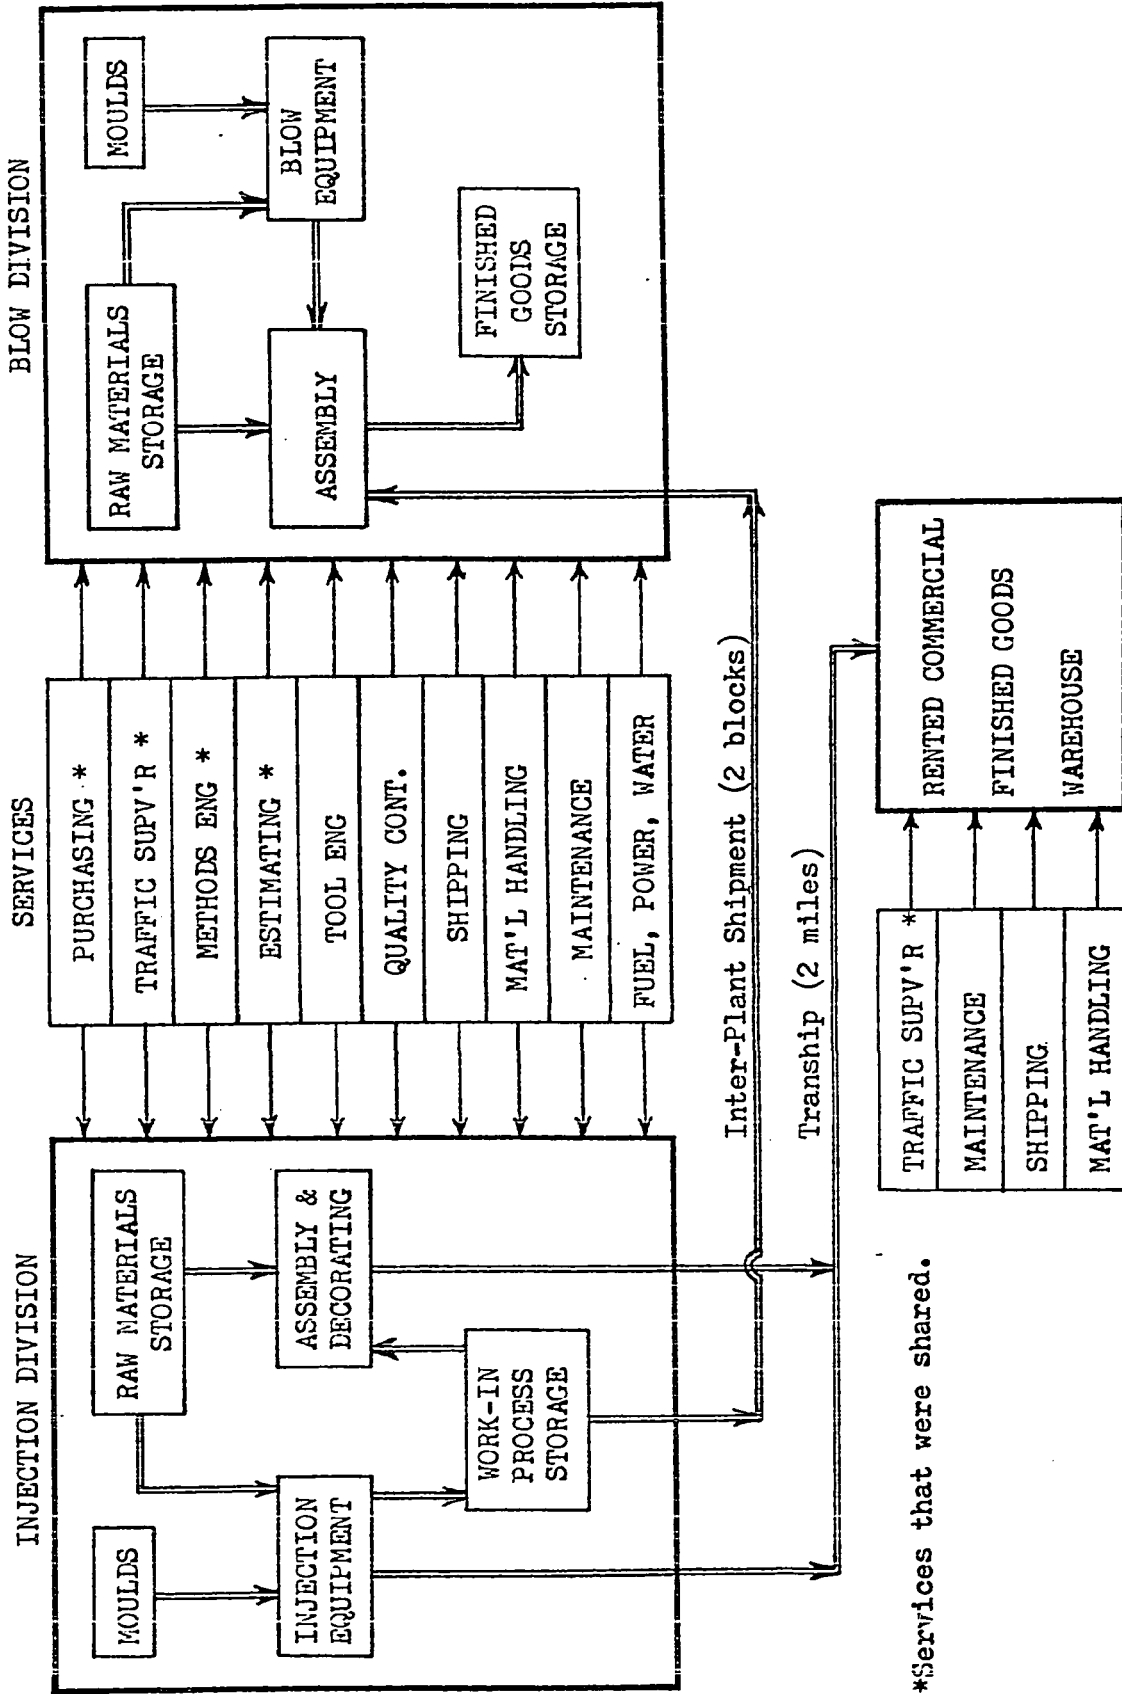 INJECTION DIVISION
MOULDS
RAW MATERIALS
STORAGE
INJECTION
EQUIPMENT
ASSEMBLY &
DECORATING
WORK-IN
PROCESS
STORAGE
SERVICES
PURCHASING *
TRAFFIC SUPV'R *
METHODS ENG *
ESTIMATING *
TOOL ENG
QUALITY CONT.
SHIPPING
MAT'L HANDLING
MAINTENANCE
FUEL, POWER, WATER
BLOW DIVISION
RAW MATERIALS
STORAGE
MOULDS
ASSEMBLY
BLOW
EQUIPMENT
FINISHED
GOODS
STORAGE
Inter-Plant Shipment (2 blocks)
Tranship (2 miles)
TRAFFIC SUPV'R *
MAINTENANCE
SHIPPING
MAT'L HANDLING
RENTED COMMERCIAL
FINISHED GOODS
WAREHOUSE
*Services that were shared.